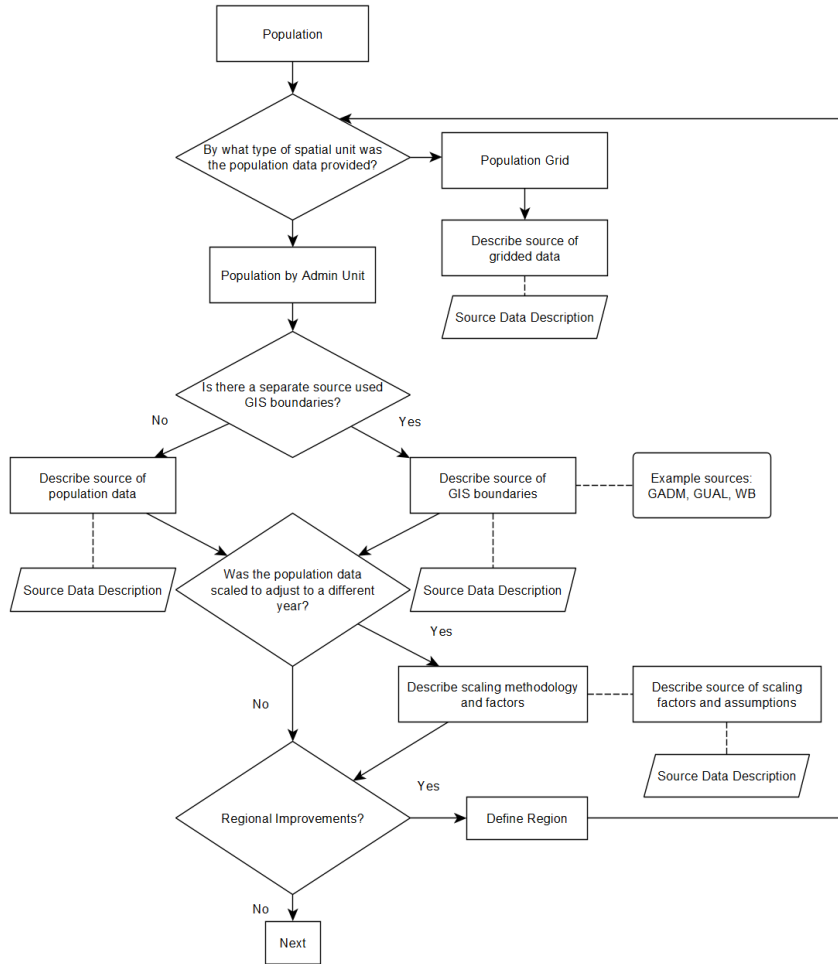 Population
By what type of spatial unit was
the population data provided?
Population Grid
Describe source of
gridded data
Population by Admin Unit
Source Data Description
Is there a separate source used
GIS boundaries?
No
Yes
Describe source of
population data
Describe source of
GIS boundaries
Example sources:
GADM, GUAL, WB
Was the population data
scaled to adjust to a different
year?
Source Data Description
Source Data Description
Yes
Describe scaling methodology
and factors
Describe source of scaling
factors and assumptions
No
Source Data Description
Yes
Regional Improvements?
Define Region
No
Next